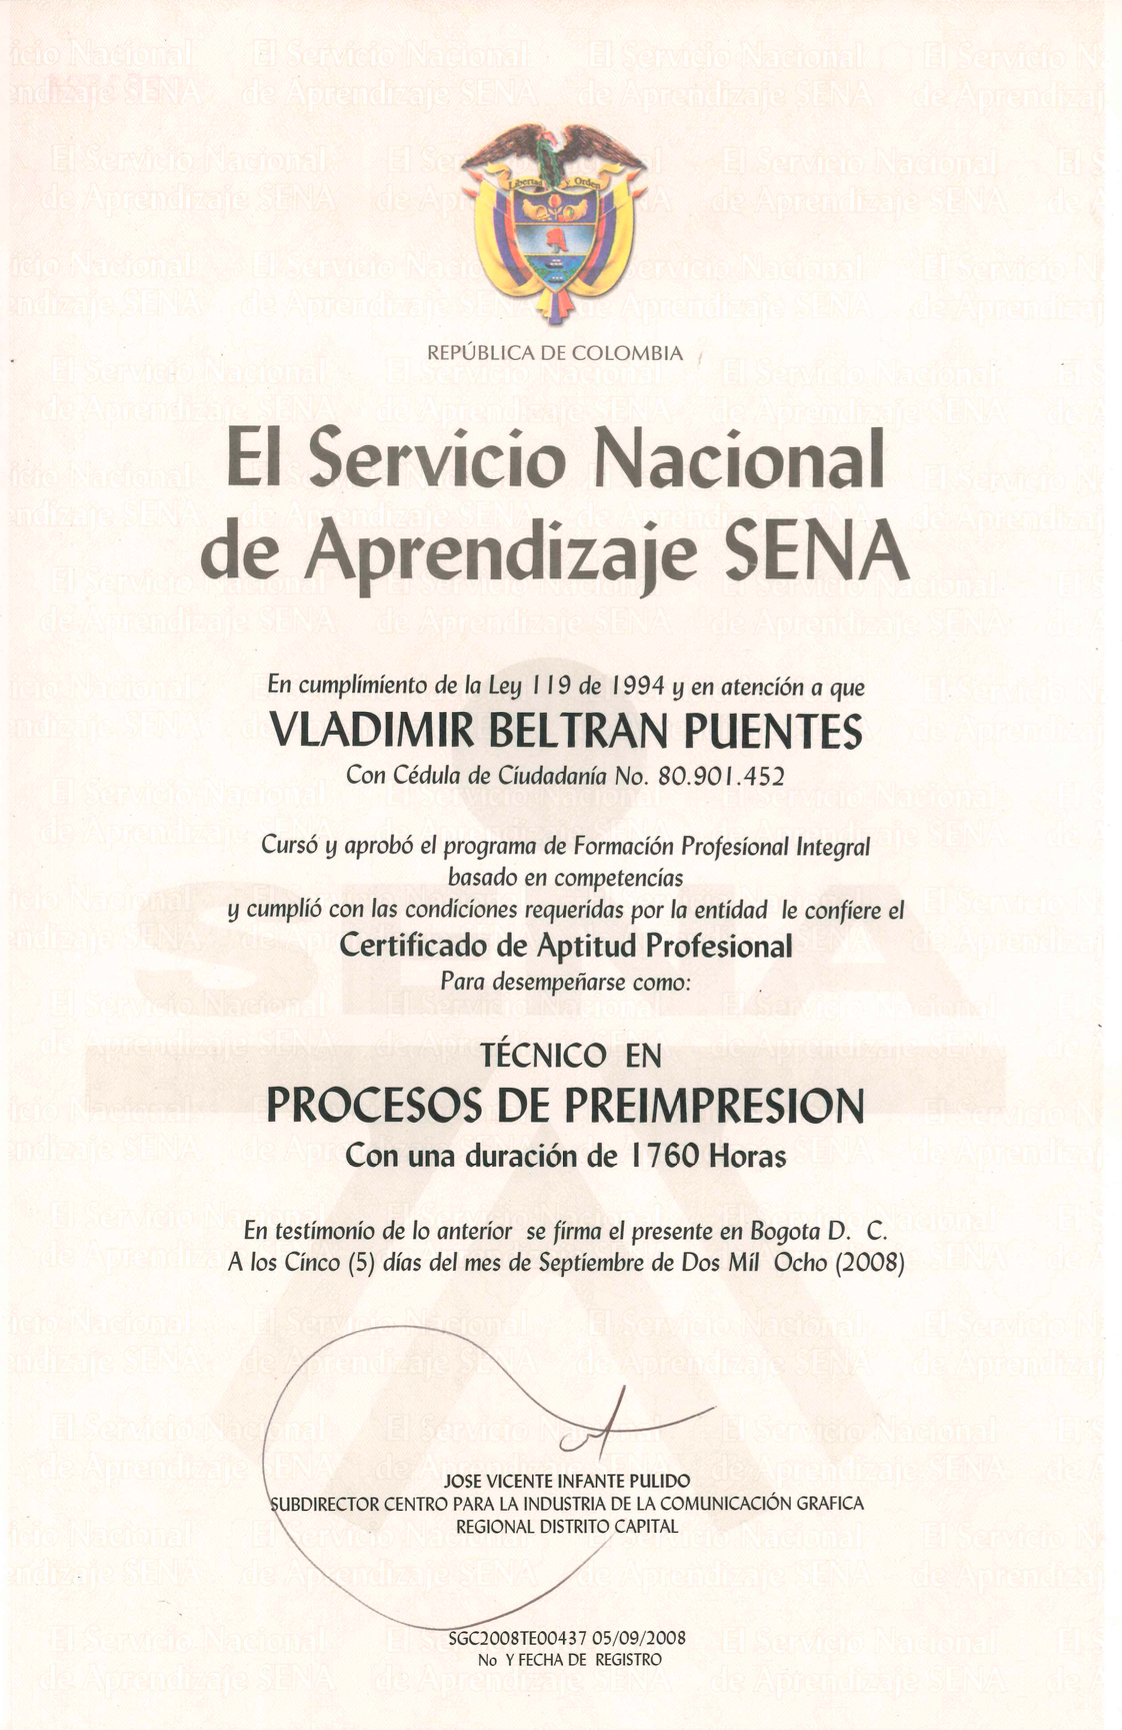 Libertad y Orden
REPÚBLICA DE COLOMBIA
El Servicio Nacional
de Aprendizaje SENA
En cumplimiento de la Ley 119 de 1994 y en atención a que
VLADIMIR BELTRAN PUENTES
Con Cédula de Ciudadanía No. 80.901.452
Cursó y aprobó el programa de Formación Profesional Integral
basado en competencias
y cumplió con las condiciones requeridas por la entidad le confiere el
Certificado de Aptitud Profesional
Para desempeñarse como:
TÉCNICO EN
PROCESOS DE PREIMPRESION
Con una duración de 1760 Horas
En testimonio de lo anterior se firma el presente en Bogota D. C.
A los Cinco (5) días del mes de Septiembre de Dos Mil Ocho (2008)
JOSE VICENTE INFANTE PULIDO
SUBDIRECTOR CENTRO PARA LA INDUSTRIA DE LA COMUNICACIÓN GRAFICA
REGIONAL DISTRITO CAPITAL
SGC2008TE00437 05/09/2008
No Y FECHA DE REGISTRO